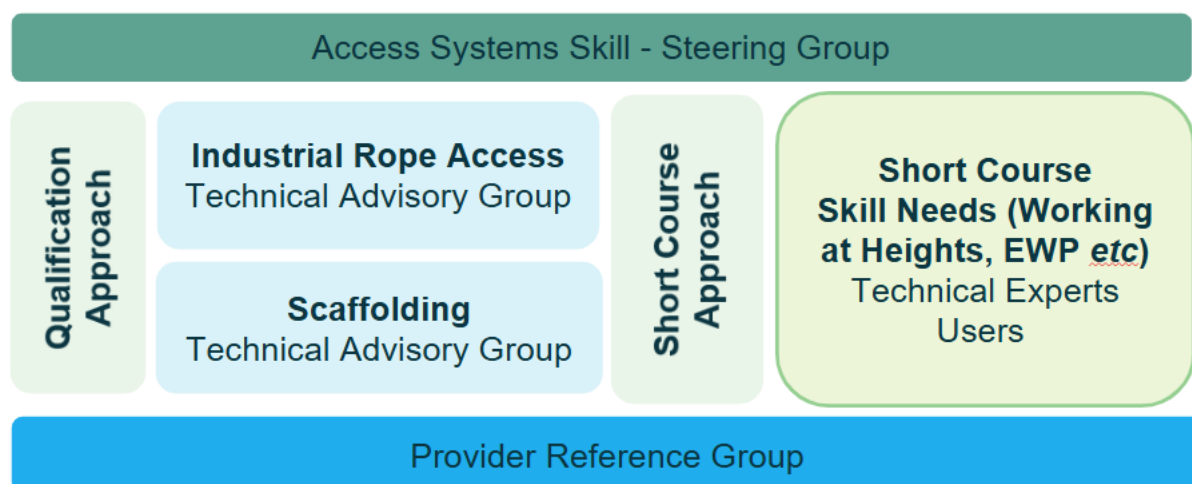 Access Systems Skill - Steering Group
Qualification
Approach
Industrial Rope Access
Technical Advisory Group
Scaffolding
Technical Advisory Group
Short Course
Approach
Short Course
Skill Needs (Working
at Heights, EWP etc)
Technical Experts
Users
Provider Reference Group